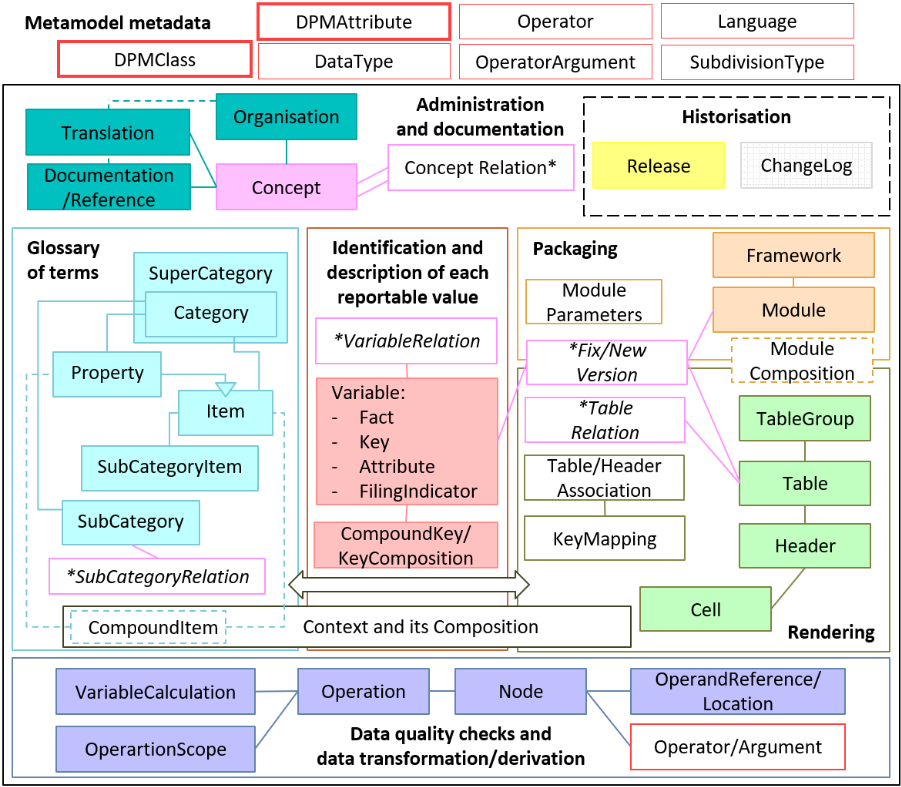 Metamodel metadata
DPMAttribute
Operator
Language
DPMClass
DataType
OperatorArgument
SubdivisionType
Translation
Organisation
Documentation
/Reference
Concept
Administration
and documentation
Concept Relation*
Historisation
Release
ChangeLog
Glossary
of terms
SuperCategory
Category
Property
Item
SubCategoryItem
SubCategory
*SubCategoryRelation
CompoundItem
Identification and
description of each
reportable value
*VariableRelation
Variable:
- Fact
- Key
- Attribute
- FilingIndicator
CompoundKey/
KeyComposition
Context and its Composition
Packaging
Framework
Module
Parameters
Module
*Fix/New
Version
Module
Composition
*Table
Relation
TableGroup
Table/Header
Association
Table
KeyMapping
Header
Cell
Rendering
VariableCalculation
Operation
Node
OperandReference/
Location
OperartionScope
Data quality checks and
data transformation/derivation
Operator/Argument